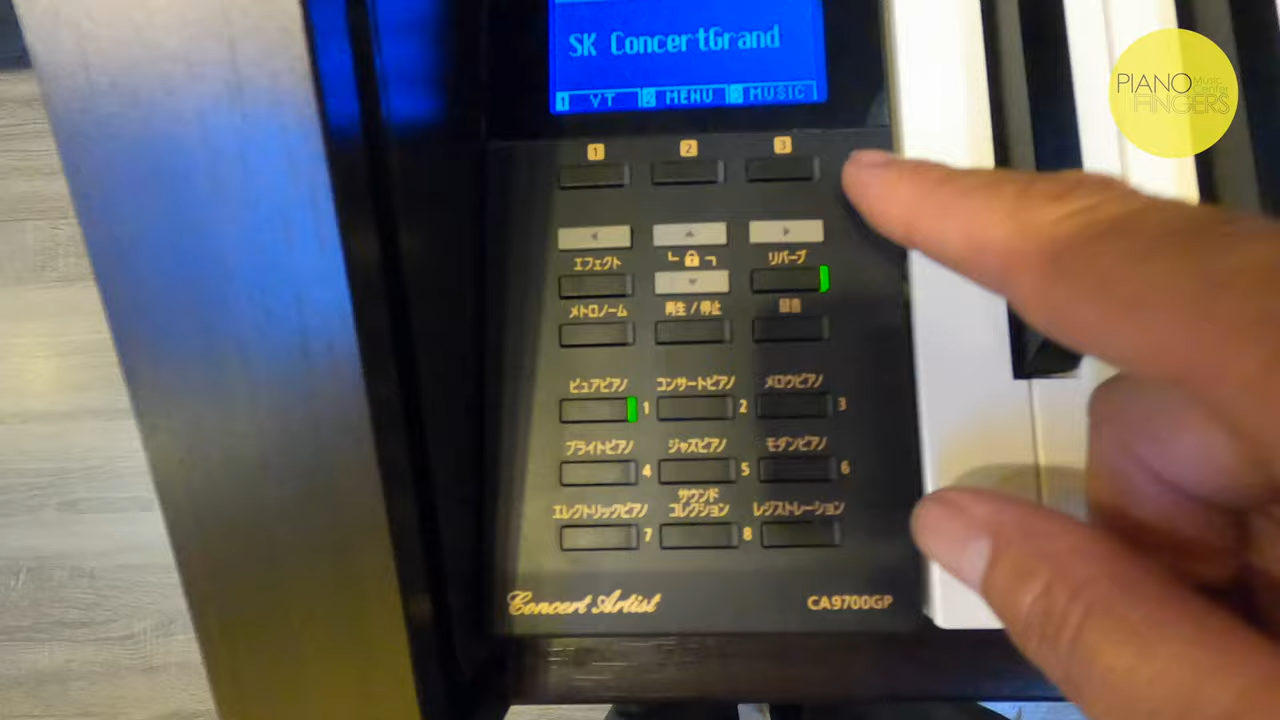 SK ConcertGrand
1 VT 2 MENU 3 MUSIC
PIANO Music
Center
FINGERS
1 2 3
エフェクト リバーブ
メトロノーム 再生 / 停止 録音
ピュアピアノ コンサートピアノ メロウピアノ
1 2 3
ブライトピアノ ジャズピアノ モダンピアノ
4 5 6
エレクトリックピアノ サウンド
コレクション レジストレーション
7 8
Concert Artist CA9700GP